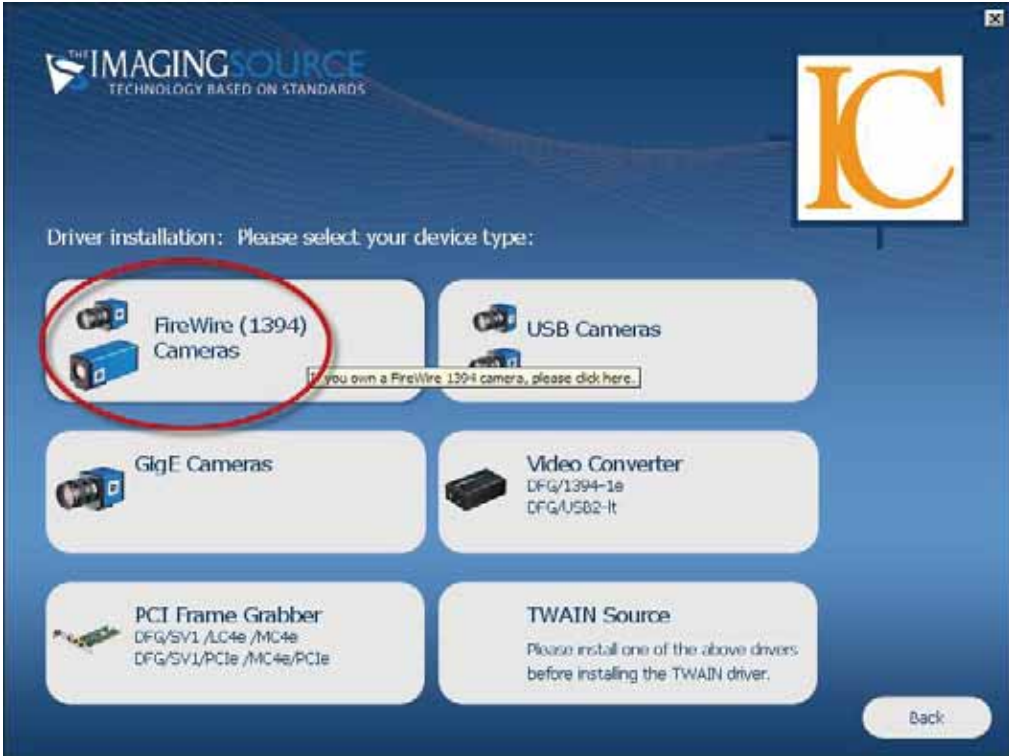 THE IMAGINGSOURCE
TECHNOLOGY BASED ON STANDARDS
IC
Driver installation: Please select your device type:
FireWire (1394)
Cameras
USB Cameras
If you own a FireWire 1394 camera, please click here.
GigE Cameras
Video Converter
DFG/1394-1e
DFG/USB2-lt
PCI Frame Grabber
DFG/SV1 /LC4e /MC4e
DFG/SV1/PCIe /MC4e/PCIe
TWAIN Source
Please install one of the above drivers
before installing the TWAIN driver.
Back